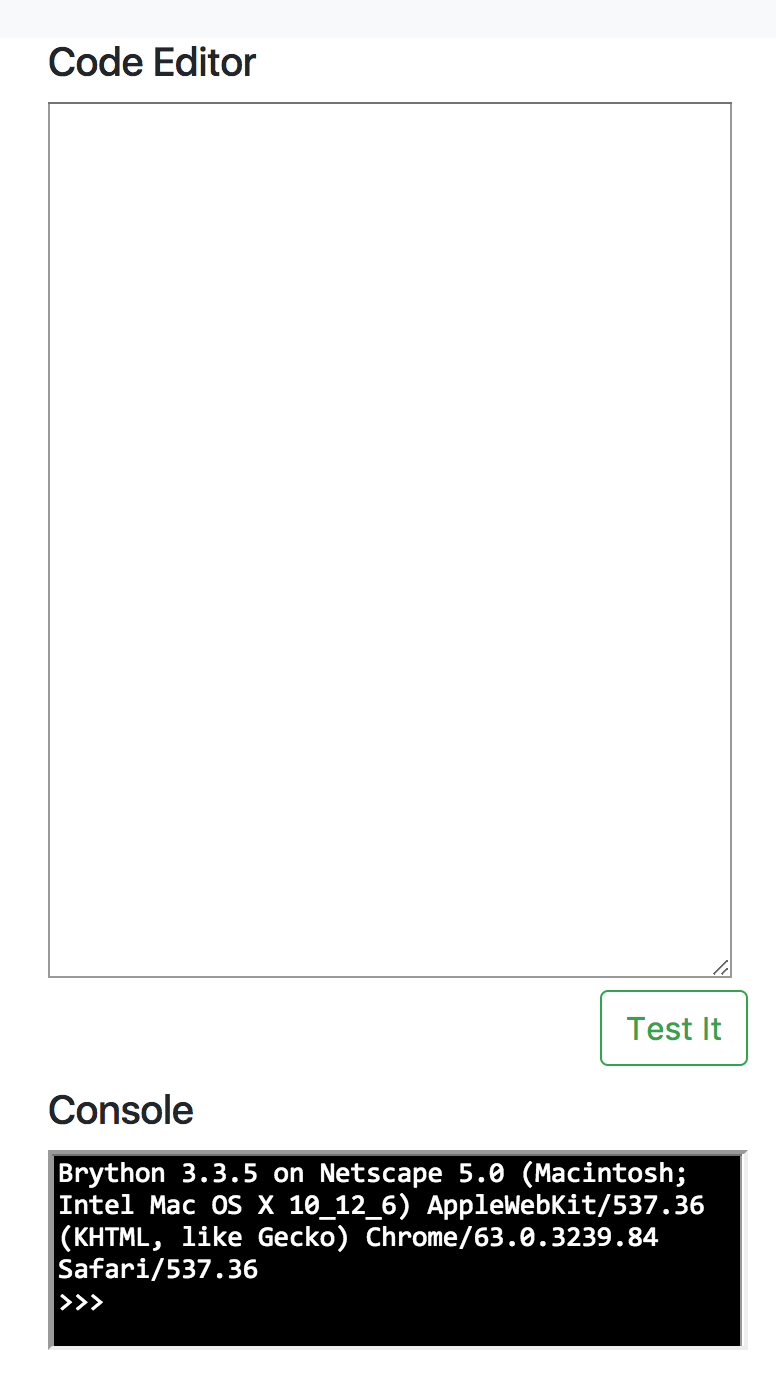 Code Editor
Test It
Console
Brython 3.3.5 on Netscape 5.0 (Macintosh;
Intel Mac OS X 10_12_6) AppleWebKit/537.36
(KHTML, like Gecko) Chrome/63.0.3239.84
Safari/537.36
>>>